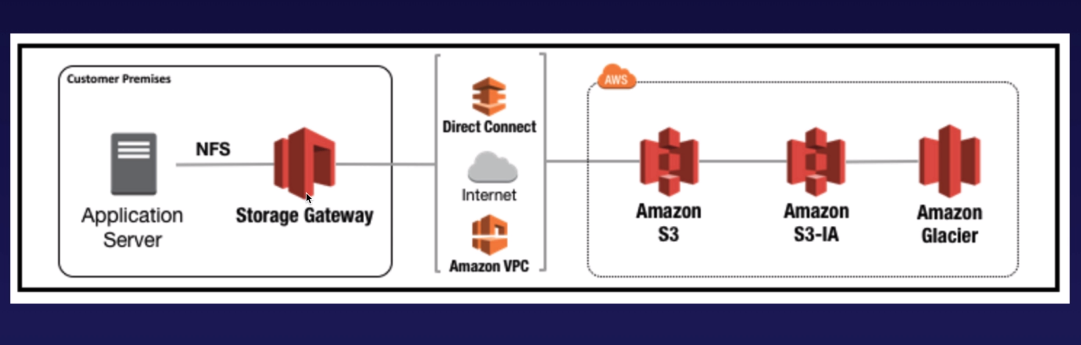 Customer Premises
NFS
Application
Server
Storage Gateway
Direct Connect
Internet
Amazon VPC
AWS
Amazon
S3
Amazon
S3-IA
Amazon
Glacier